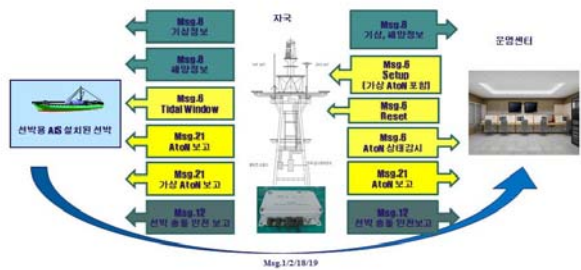 자국
운영센터
Msg.8
기상정보
Msg.8
해양정보
Msg.6
Tidal Window
Msg.21
AtoN 보고
Msg.21
가상 AtoN 보고
Msg.12
선박 충돌 안전 보고
선박용 AIS 설치된 선박
Msg.8
기상, 해양정보
Msg.6
Setup
(가상 AtoN 포함)
Msg.6
Reset
Msg.6
AtoN 상태감시
Msg.21
AtoN 보고
Msg.12
선박 충돌 안전보고
Msg.1/2/18/19